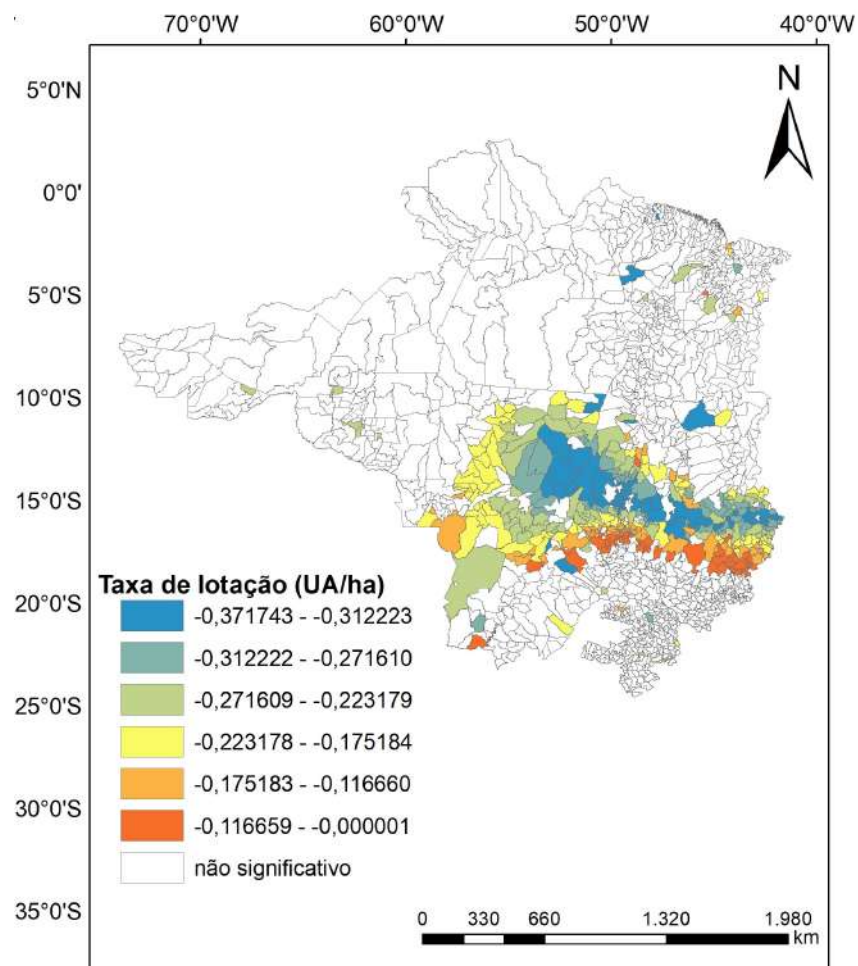 70°0'W 60°0'W 50°0'W 40°0'W
N
5°0'N
0°0'
5°0'S
10°0'S
15°0'S
20°0'S
25°0'S
30°0'S
35°0'S
Taxa de lotação (UA/ha)
-0,371743 - -0,312223
-0,312222 - -0,271610
-0,271609 - -0,223179
-0,223178 - -0,175184
-0,175183 - -0,116660
-0,116659 - -0,000001
não significativo
0 330 660 1.320 1.980
km